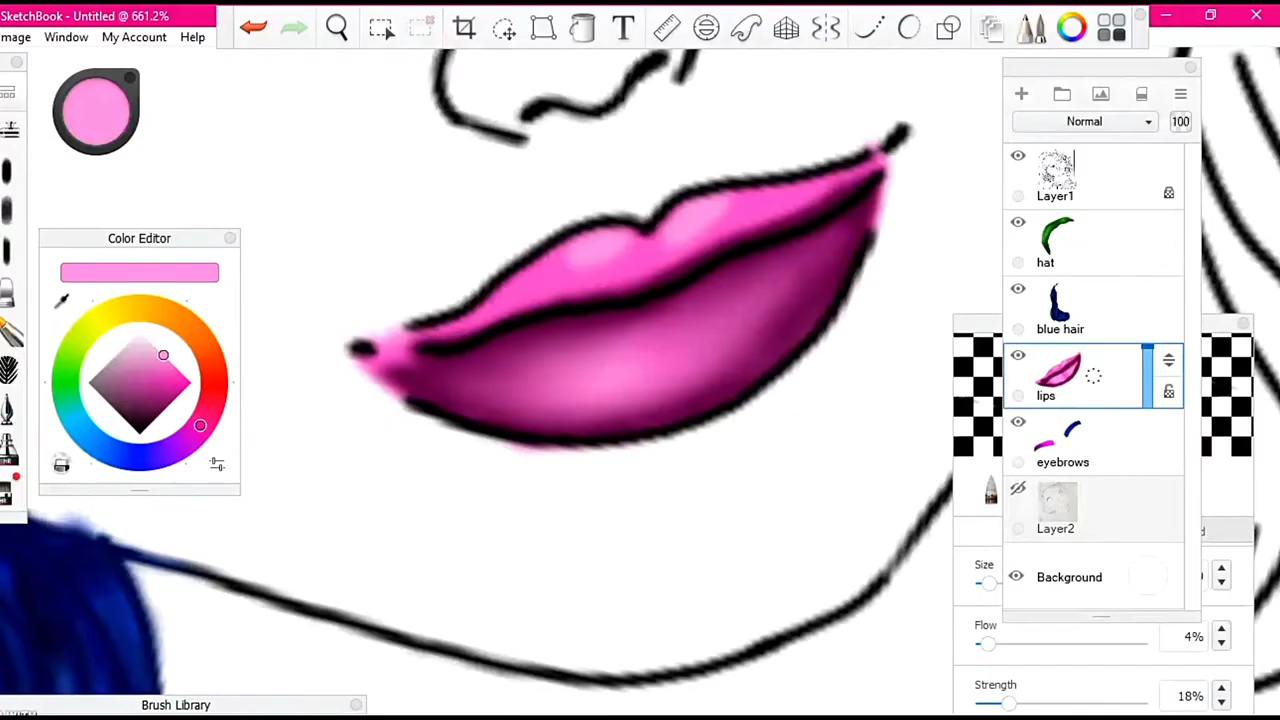 SketchBook - Untitled @ 661.2%
mage Window My Account Help
T
Color Editor
Normal 100
Layer1
hat
blue hair
lips
eyebrows
Layer2
Background
Size
Flow
4%
Strength
18%
Brush Library